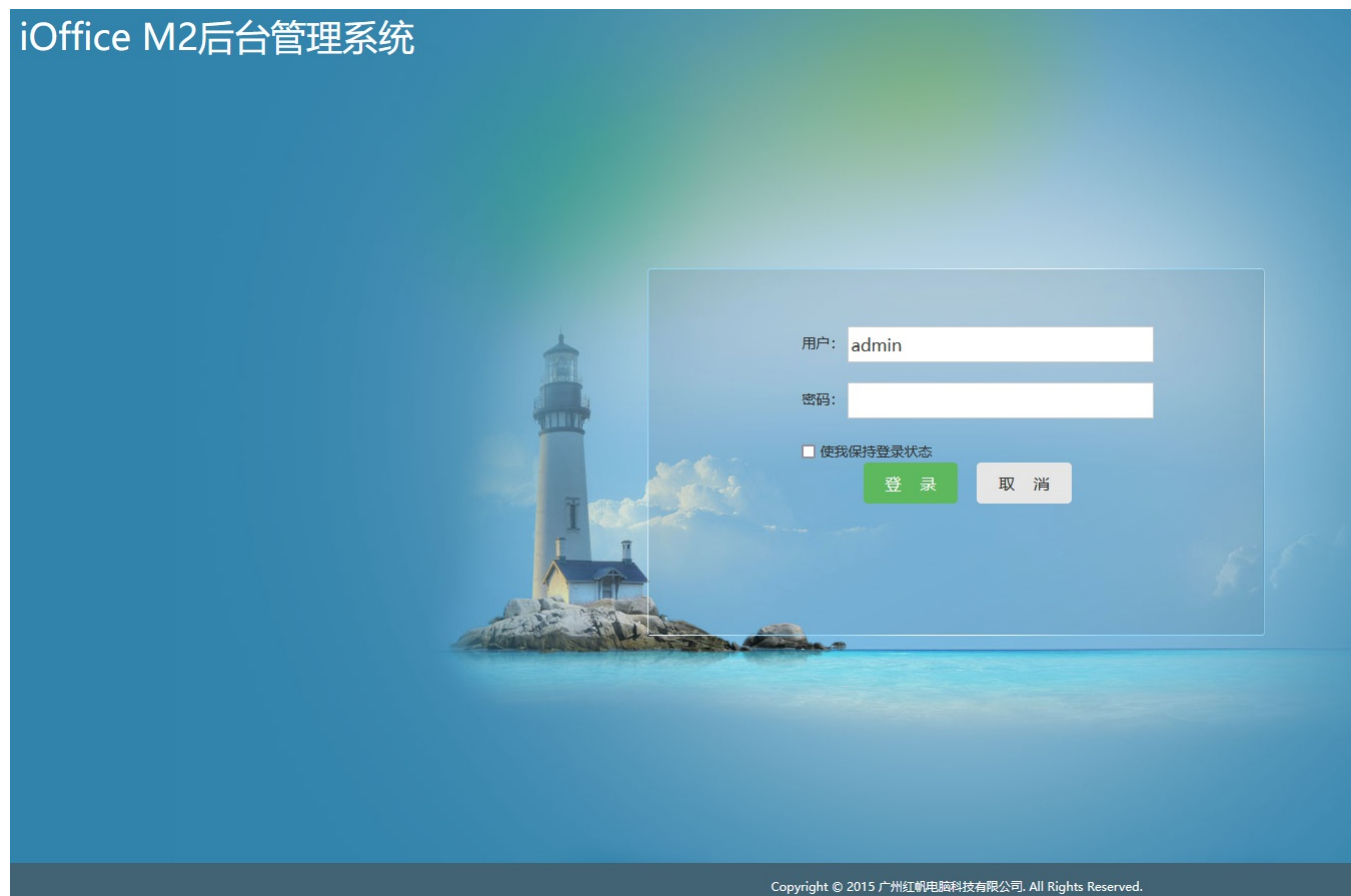 iOffice M2后台管理系统
用户： admin
密码：
使我保持登录状态
登 录 取 消
Copyright © 2015 广州红帆电脑科技有限公司. All Rights Reserved.